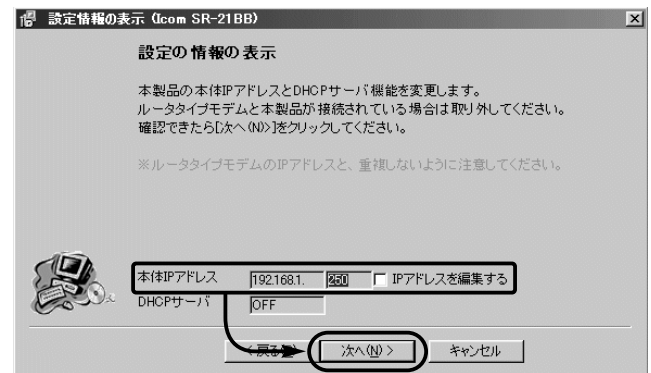 設定情報の表示 (Icom SR-21BB)
設定の情報の表示
本製品の本体IPアドレスとDHCPサーバ機能を変更します。
ルータタイプモデムと本製品が接続されている場合は取り外してください。
確認できたら[次へ(N)>]をクリックしてください。
※ルータタイプモデムのIPアドレスと、重複しないように注意してください。
本体IPアドレス 192.168.1. 250 IPアドレスを編集する
DHCPサーバ OFF
< 戻る(B) 次へ(N) > キャンセル